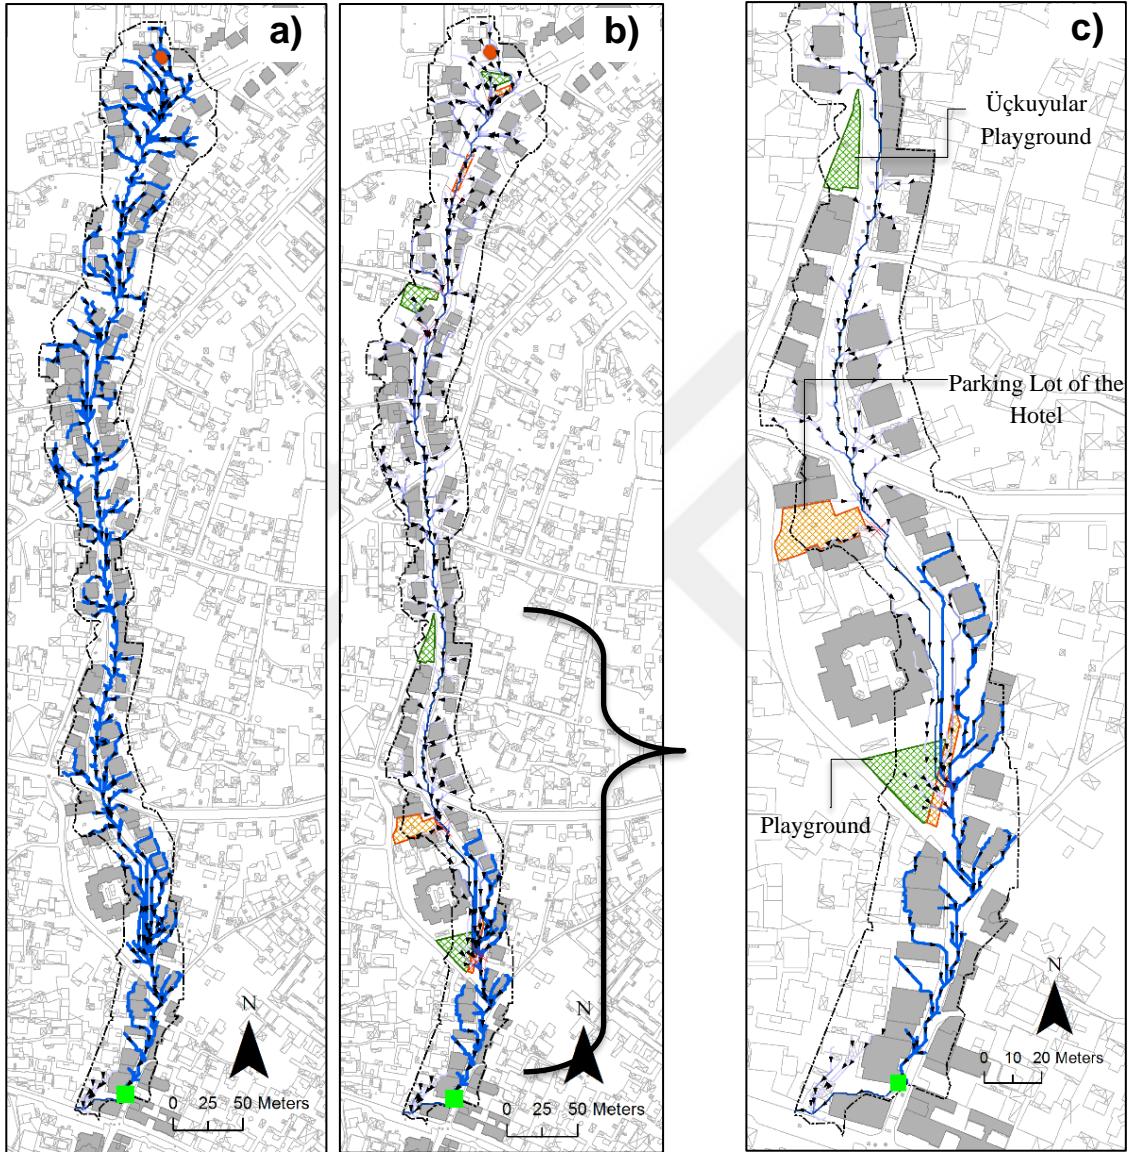 a)
b)
c)
Üçkuyular
Playground
Parking Lot of the
Hotel
Playground
N
0 25 50 Meters
N
0 25 50 Meters
N
0 10 20 Meters